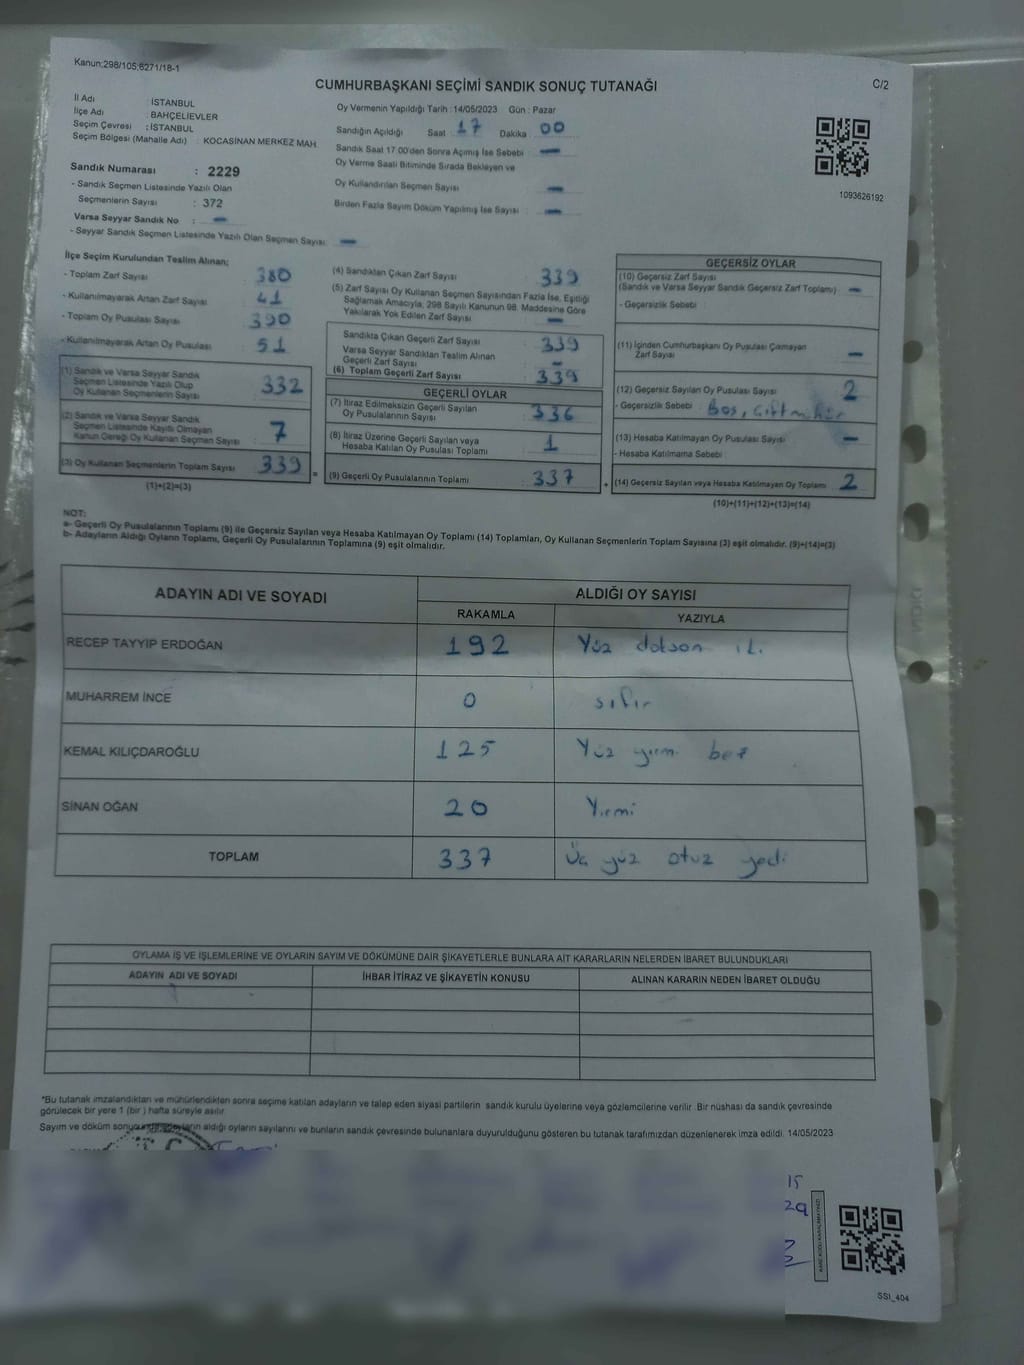 Kanun:298/105;6271/18-1
CUMHURBAŞKANI SEÇİMİ SANDIK SONUÇ TUTANAĞI
C/2
İl Adı : İSTANBUL
İlçe Adı : BAHÇELİEVLER
Seçim Çevresi : İSTANBUL
Seçim Bölgesi (Mahalle Adı) : KOCASİNAN MERKEZ MAH.
Sandık Numarası : 2229
- Sandık Seçmen Listesinde Yazılı Olan
Seçmenlerin Sayısı : 372
Varsa Seyyar Sandık No : -
- Seyyar Sandık Seçmen Listesinde Yazılı Olan Seçmen Sayısı : -
Oy Vermenin Yapıldığı Tarih : 14/05/2023 Gün : Pazar
Sandığın Açıldığı Saat : 17 Dakika : 00
Sandık Saat 17.00'den Sonra Açılmış İse Sebebi : -
Oy Verme Saati Bitiminde Sırada Bekleyen ve
Oy Kullandırılan Seçmen Sayısı : -
Birden Fazla Sayım Döküm Yapılmış İse Sayısı : -
1093626192
İlçe Seçim Kurulundan Teslim Alınan;
- Toplam Zarf Sayısı : 380
- Kullanılmayarak Artan Zarf Sayısı : 41
- Toplam Oy Pusulası Sayısı : 390
- Kullanılmayarak Artan Oy Pusulası : 51
(1) Sandık ve Varsa Seyyar Sandık
Seçmen Listesinde Yazılı Olup
Oy Kullanan Seçmenlerin Sayısı : 332
(2) Sandık ve Varsa Seyyar Sandık
Seçmen Listesinde Kayıtlı Olmayan
Kanun Gereği Oy Kullanan Seçmen Sayısı : 7
(3) Oy Kullanan Seçmenlerin Toplam Sayısı : 339
(1)+(2)=(3)
(4) Sandıktan Çıkan Zarf Sayısı : 339
(5) Zarf Sayısı Oy Kullanan Seçmen Sayısından Fazla İse, Eşitliği
Sağlamak Amacıyla, 298 Sayılı Kanunun 98. Maddesine Göre
Yakılarak Yok Edilen Zarf Sayısı : -
Sandıkta Çıkan Geçerli Zarf Sayısı : 339
Varsa Seyyar Sandıktan Teslim Alınan
Geçerli Zarf Sayısı : -
(6) Toplam Geçerli Zarf Sayısı : 339
GEÇERLİ OYLAR
(7) İtiraz Edilmeksizin Geçerli Sayılan
Oy Pusulalarının Sayısı : 336
(8) İtiraz Üzerine Geçerli Sayılan veya
Hesaba Katılan Oy Pusulası Toplamı : 1
= (9) Geçerli Oy Pusulalarının Toplamı : 337
GEÇERSİZ OYLAR
(10) Geçersiz Zarf Sayısı
(Sandık ve Varsa Seyyar Sandık Geçersiz Zarf Toplamı) : -
- Geçersizlik Sebebi :
(11) İçinden Cumhurbaşkanı Oy Pusulası Çıkmayan
Zarf Sayısı : -
(12) Geçersiz Sayılan Oy Pusulası Sayısı : 2
- Geçersizlik Sebebi : Boş, Çift mühür
(13) Hesaba Katılmayan Oy Pusulası Sayısı : -
- Hesaba Katılmama Sebebi :
+ (14) Geçersiz Sayılan veya Hesaba Katılmayan Oy Toplamı : 2
(10)+(11)+(12)+(13)=(14)
NOT:
a- Geçerli Oy Pusulalarının Toplamı (9) ile Geçersiz Sayılan veya Hesaba Katılmayan Oy Toplamı (14) Toplamları, Oy Kullanan Seçmenlerin Toplam Sayısına (3) eşit olmalıdır. (9)+(14)=(3)
b- Adayların Aldığı Oyların Toplamı, Geçerli Oy Pusulalarının Toplamına (9) eşit olmalıdır.
ADAYIN ADI VE SOYADI
ALDIĞI OY SAYISI
RAKAMLA YAZIYLA
RECEP TAYYİP ERDOĞAN 192 Yüz doksan iki
MUHARREM İNCE 0 sıfır
KEMAL KILIÇDAROĞLU 125 Yüz yirmi beş
SİNAN OĞAN 20 Yirmi
TOPLAM 337 Üç yüz otuz yedi
OYLAMA İŞ VE İŞLEMLERİNE VE OYLARIN SAYIM VE DÖKÜMÜNE DAİR ŞİKAYETLERLE BUNLARA AİT KARARLARIN NELERDEN İBARET BULUNDUKLARI
ADAYIN ADI VE SOYADI İHBAR İTİRAZ VE ŞİKAYETİN KONUSU ALINAN KARARIN NEDEN İBARET OLDUĞU
*Bu tutanak imzalandıktan ve mühürlendikten sonra seçime katılan adayların ve talep eden siyasi partilerin sandık kurulu üyelerine veya gözlemcilerine verilir. Bir nüshası da sandık çevresinde
görülecek bir yere 1 (bir) hafta süreyle asılır.
Sayım ve döküm adayların aldığı oyların sayılarını ve bunların sandık çevresinde bulunanlara duyurulduğunu gösteren bu tutanak tarafımızdan düzenlenerek imza edildi. 14/05/2023
T.C.
15
29
SSI_404